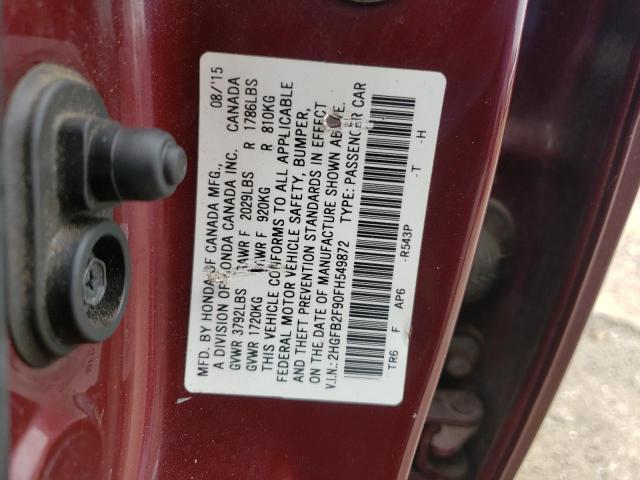 MFD. BY HONDA OF CANADA MFG., 08/'15
A DIVISION OF HONDA CANADA INC. CANADA
GVWR 3792LBS GAWR F 2029LBS R 1786LBS
GVWR 1720KG GAWR F 920KG R 810KG
THIS VEHICLE CONFORMS TO ALL APPLICABLE
FEDERAL MOTOR VEHICLE SAFETY, BUMPER,
AND THEFT PREVENTION STANDARDS IN EFFECT
ON THE DATE OF MANUFACTURE SHOWN ABOVE.
V.I.N.: 2HGFB2F90FH549872 TYPE: PASSENGER CAR
TR6 F AP6 -R543P -T -H